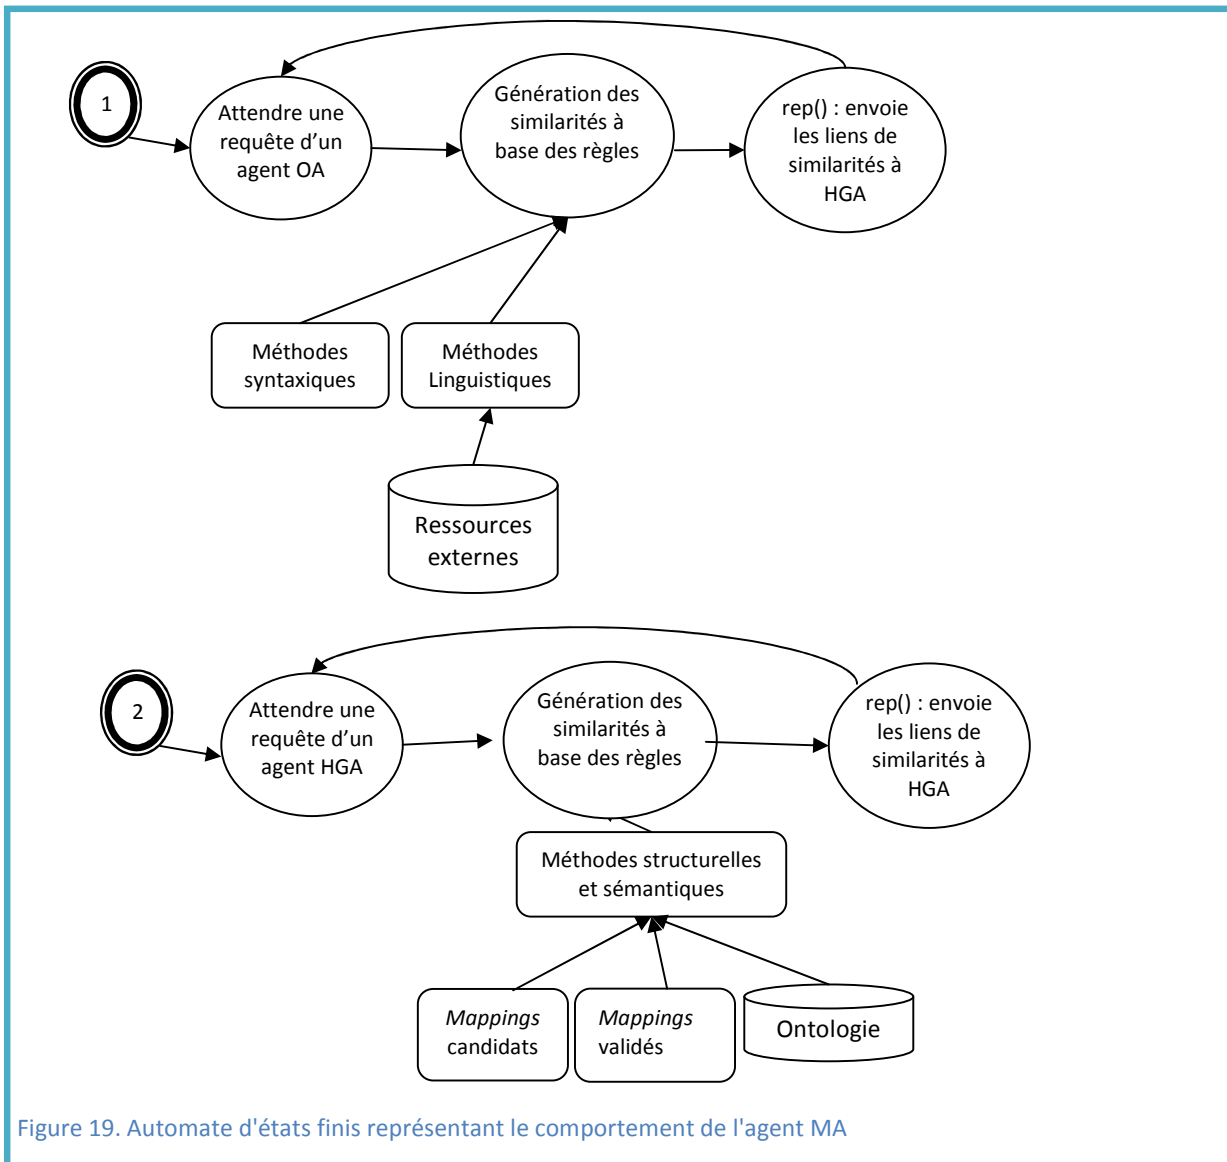 1
Attendre une
requête d’un
agent OA
Génération des
similarités à
base des règles
rep() : envoie
les liens de
similarités à
HGA
Méthodes
syntaxiques
Méthodes
Linguistiques
Ressources
externes
2
Attendre une
requête d’un
agent HGA
Génération des
similarités à
base des règles
rep() : envoie
les liens de
similarités à
HGA
Méthodes structurelles
et sémantiques
Mappings
candidats
Mappings
validés
Ontologie
Figure 19. Automate d'états finis représentant le comportement de l'agent MA